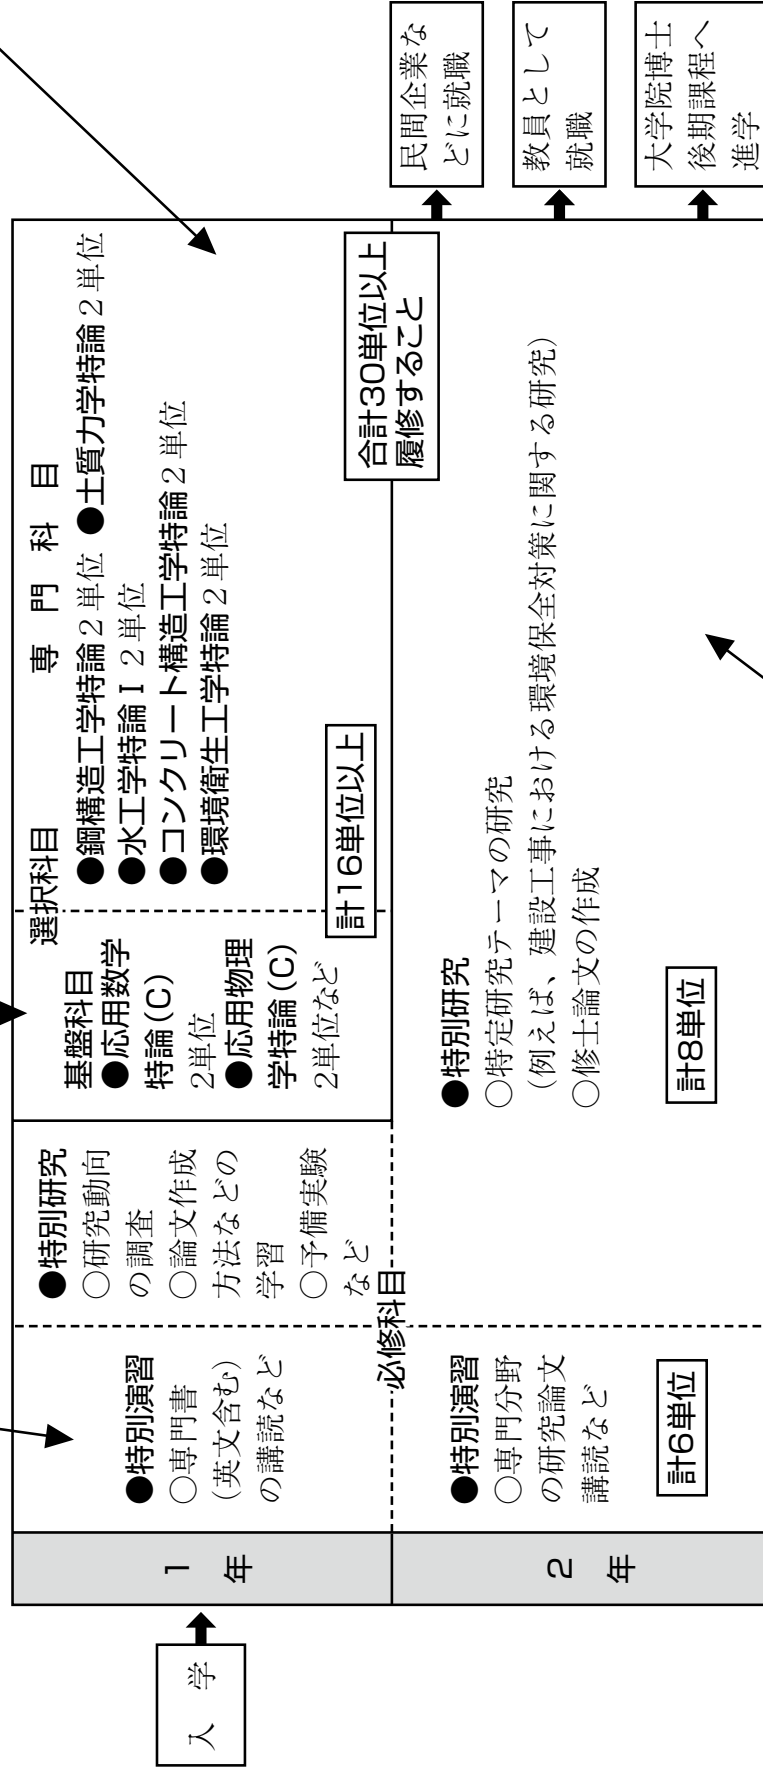 入　学
1　年
●特別演習
○専門書
(英文含む)
の講読など
●特別研究
○研究動向
の調査
○論文作成
方法などの
学習
○予備実験
など
必修科目
選択科目
基盤科目
●応用数学
特論(C)
2単位
●応用物理
学特論(C)
2単位など
専　門　科　目
●鋼構造工学特論2単位 ●土質力学特論2単位
●水工学特論Ⅰ2単位
●コンクリート構造工学特論2単位
●環境衛生工学特論2単位
計16単位以上
合計30単位以上
履修すること
2　年
●特別演習
○専門分野
の研究論文
講読など
計6単位
●特別研究
○特定研究テーマの研究
(例えば、建設工事における環境保全対策に関する研究)
○修士論文の作成
計8単位
民間企業な
どに就職
教員として
就職
大学院博士
後期課程へ
進学